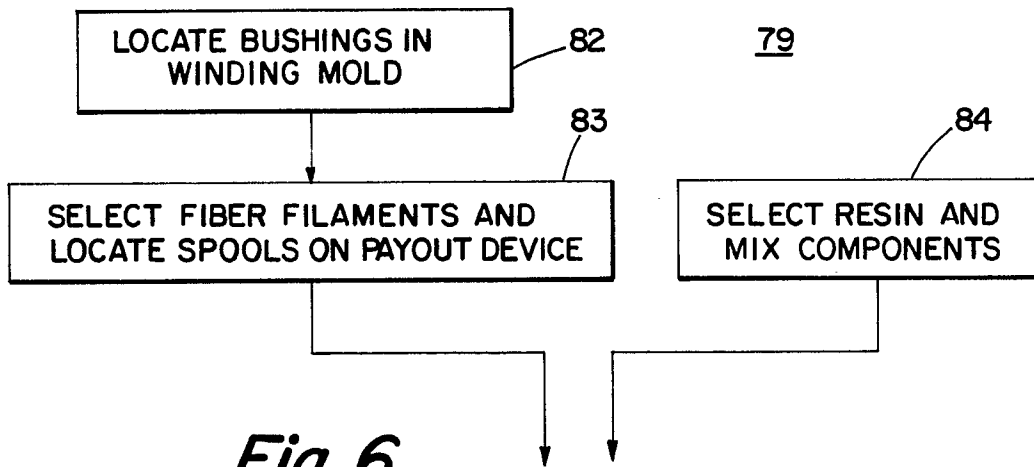 LOCATE BUSHINGS IN
WINDING MOLD
82
79
83
SELECT FIBER FILAMENTS AND
LOCATE SPOOLS ON PAYOUT DEVICE
84
SELECT RESIN AND
MIX COMPONENTS
Fig 6